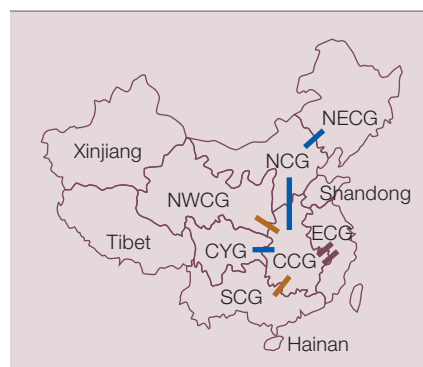 NECG
Xinjiang
NCG
NWCG
Shandong
Tibet
CYG
ECG
CCG
SCG
Hainan